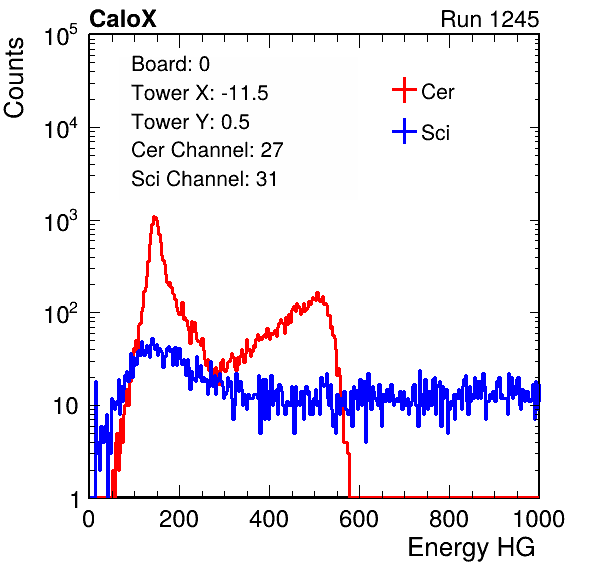 CaloX Run 1245
Counts
Board: 0
Tower X: -11.5
Tower Y: 0.5
Cer Channel: 27
Sci Channel: 31
Cer
Sci
10^5
10^4
10^3
10^2
10
1
0 200 400 600 800 1000
Energy HG